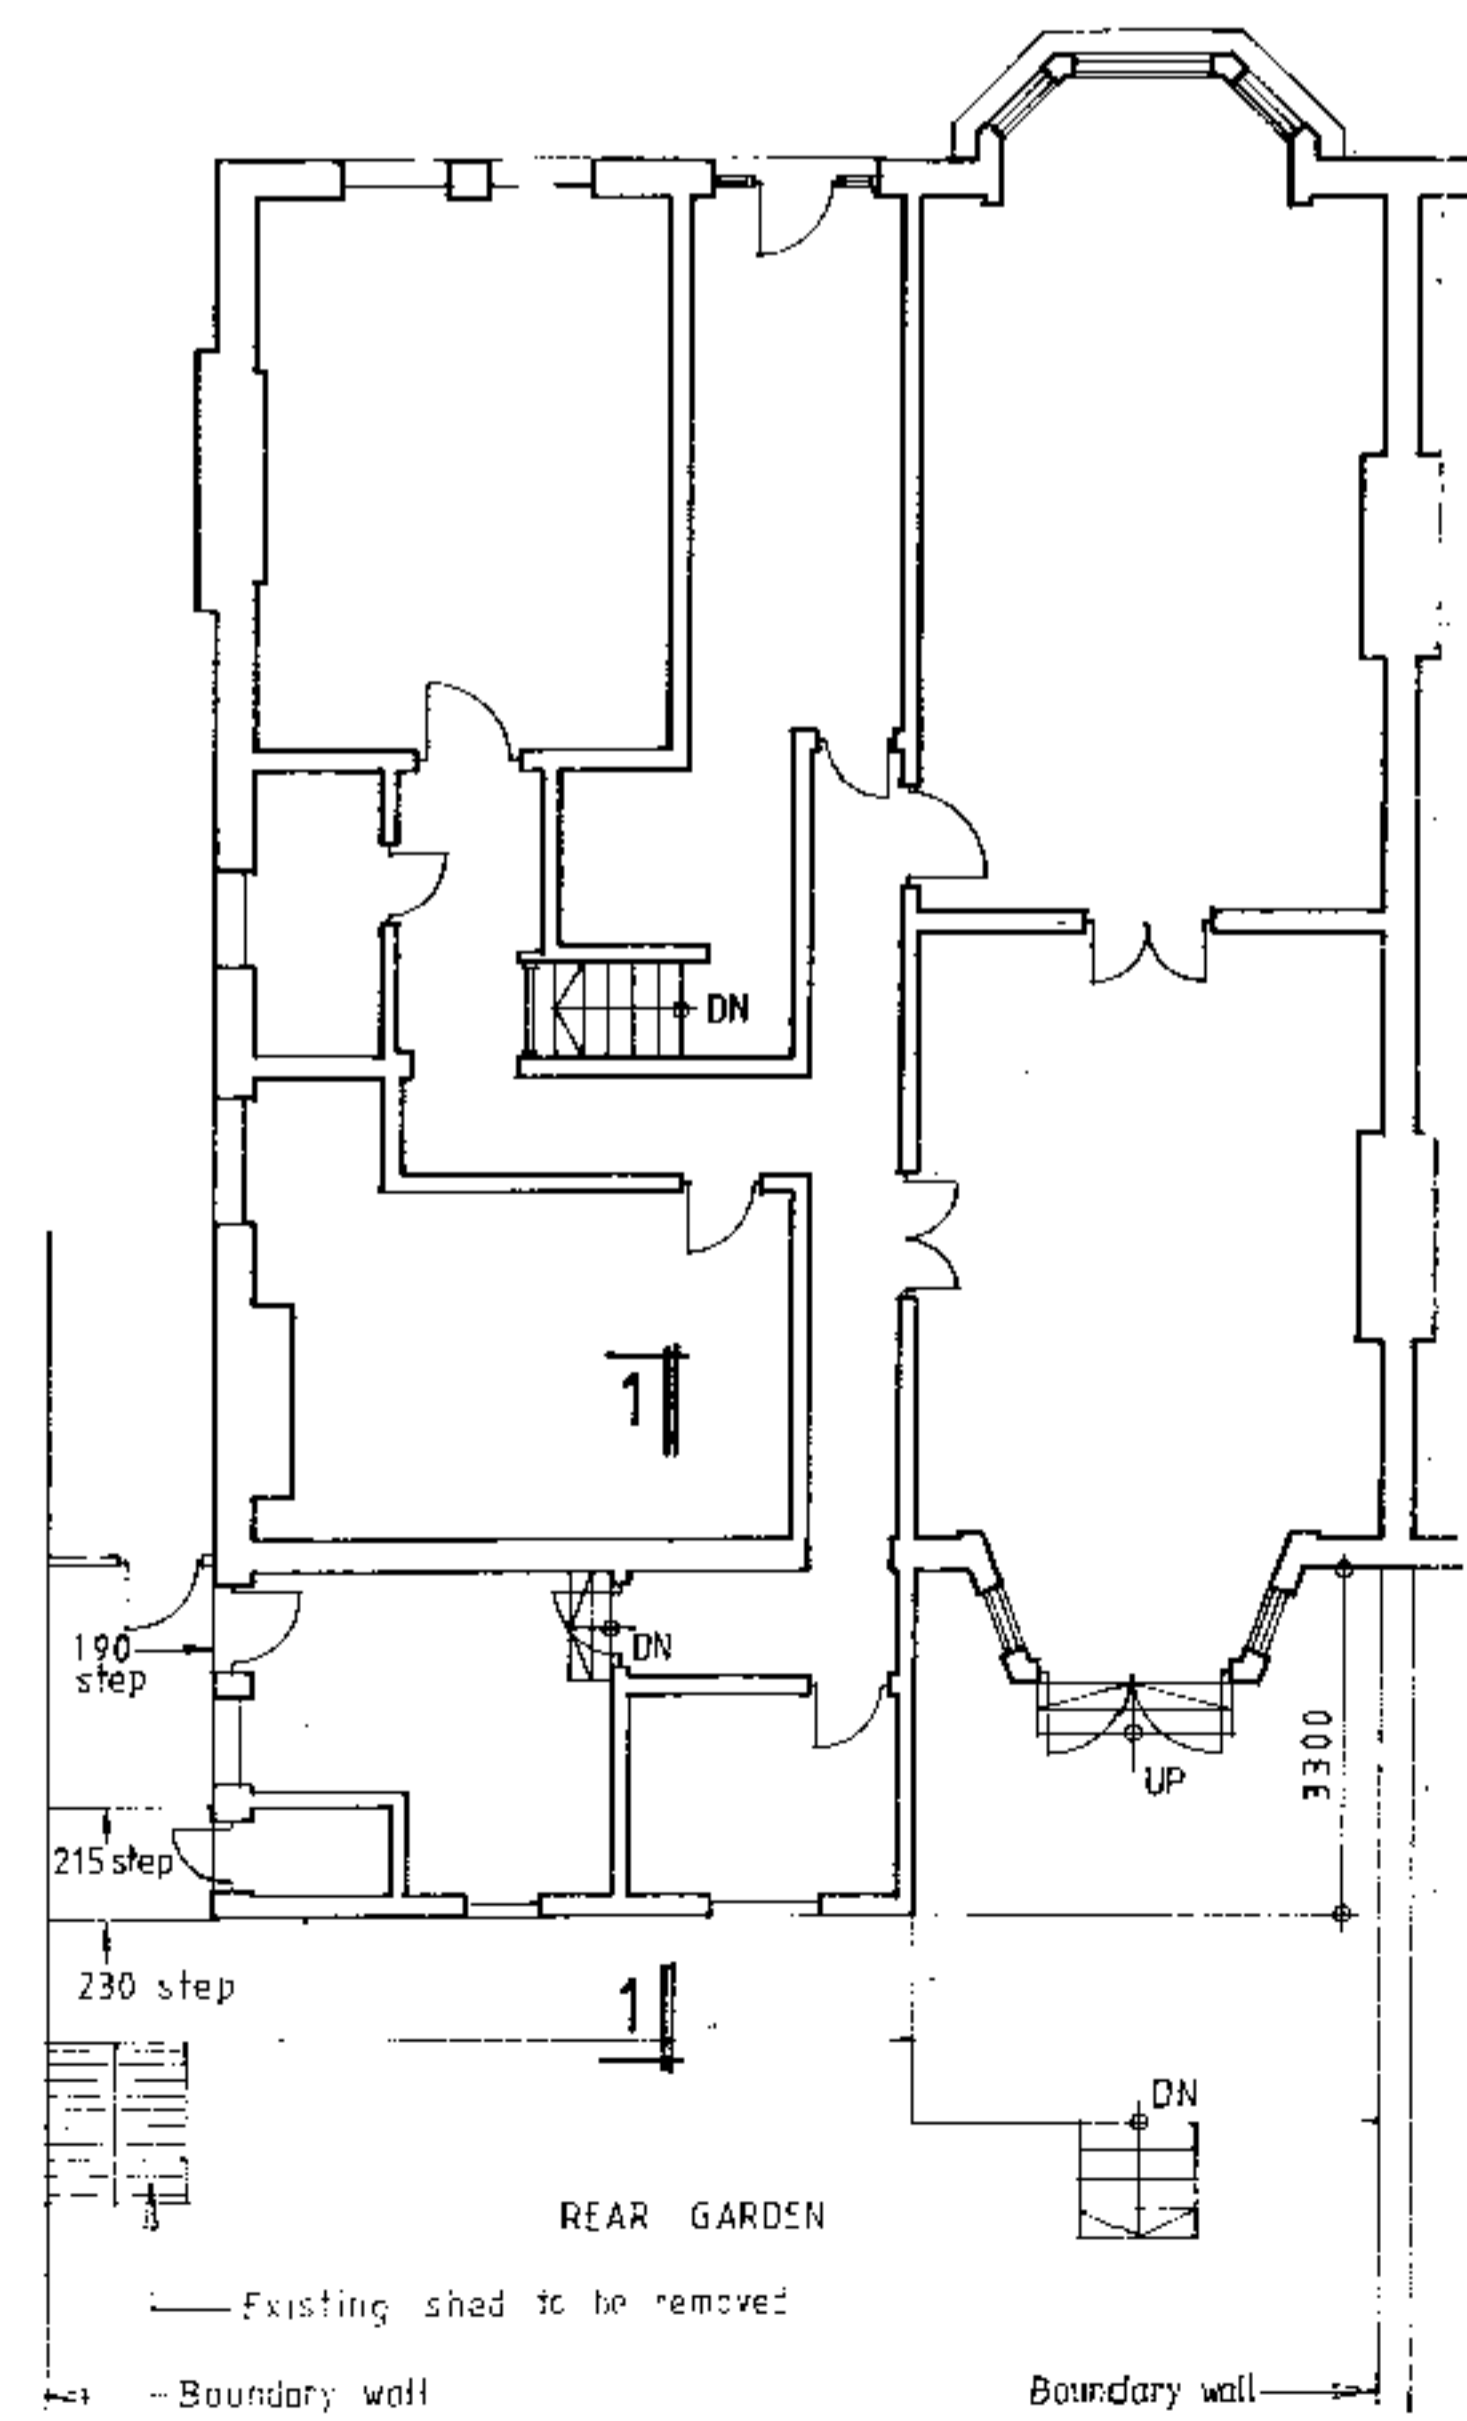 DN
1
DN
190
step
UP
3300
215 step
230 step
1
DN
REAR GARDEN
Existing shed to be removed
Boundary wall
Boundary wall